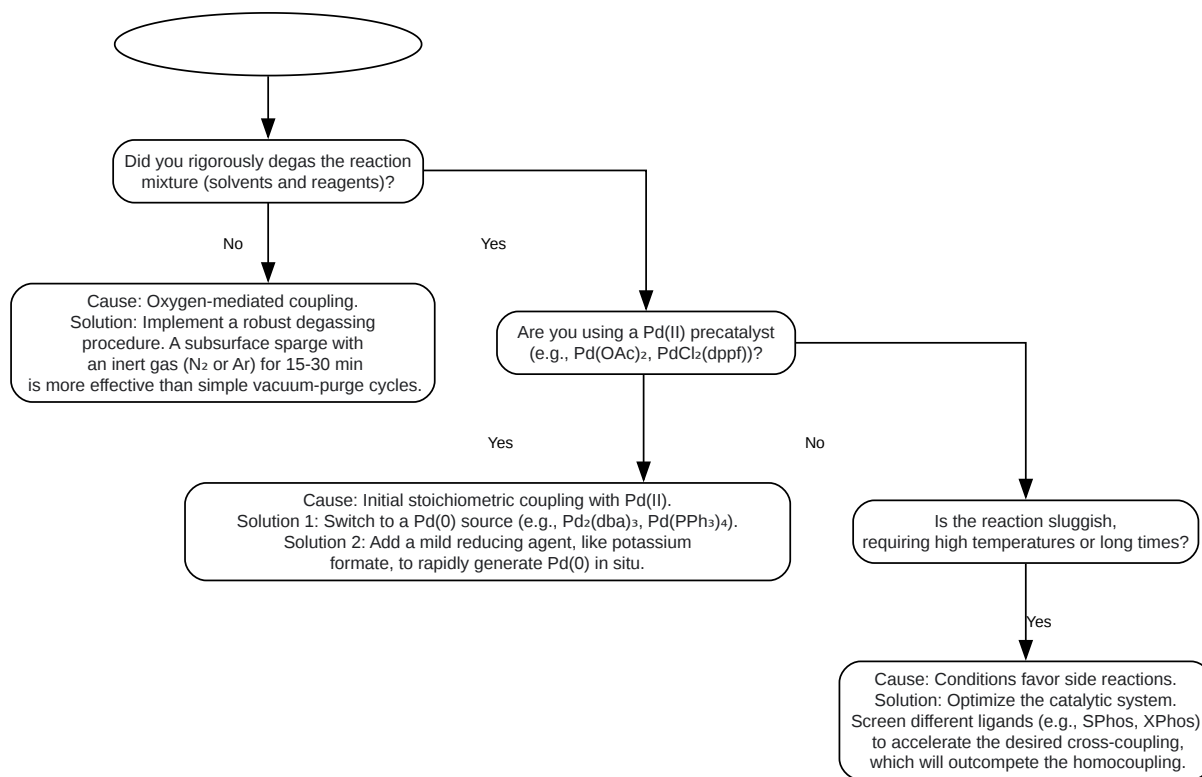 Did you rigorously degas the reaction
mixture (solvents and reagents)?
No
Yes
Cause: Oxygen-mediated coupling.
Solution: Implement a robust degassing
procedure. A subsurface sparge with
an inert gas (N₂ or Ar) for 15-30 min
is more effective than simple vacuum-purge cycles.
Are you using a Pd(II) precatalyst
(e.g., Pd(OAc)₂, PdCl₂(dppf))?
Yes
No
Cause: Initial stoichiometric coupling with Pd(II).
Solution 1: Switch to a Pd(0) source (e.g., Pd₂(dba)₃, Pd(PPh₃)₄).
Solution 2: Add a mild reducing agent, like potassium
formate, to rapidly generate Pd(0) in situ.
Is the reaction sluggish,
requiring high temperatures or long times?
Yes
Cause: Conditions favor side reactions.
Solution: Optimize the catalytic system.
Screen different ligands (e.g., SPhos, XPhos)
to accelerate the desired cross-coupling,
which will outcompete the homocoupling.